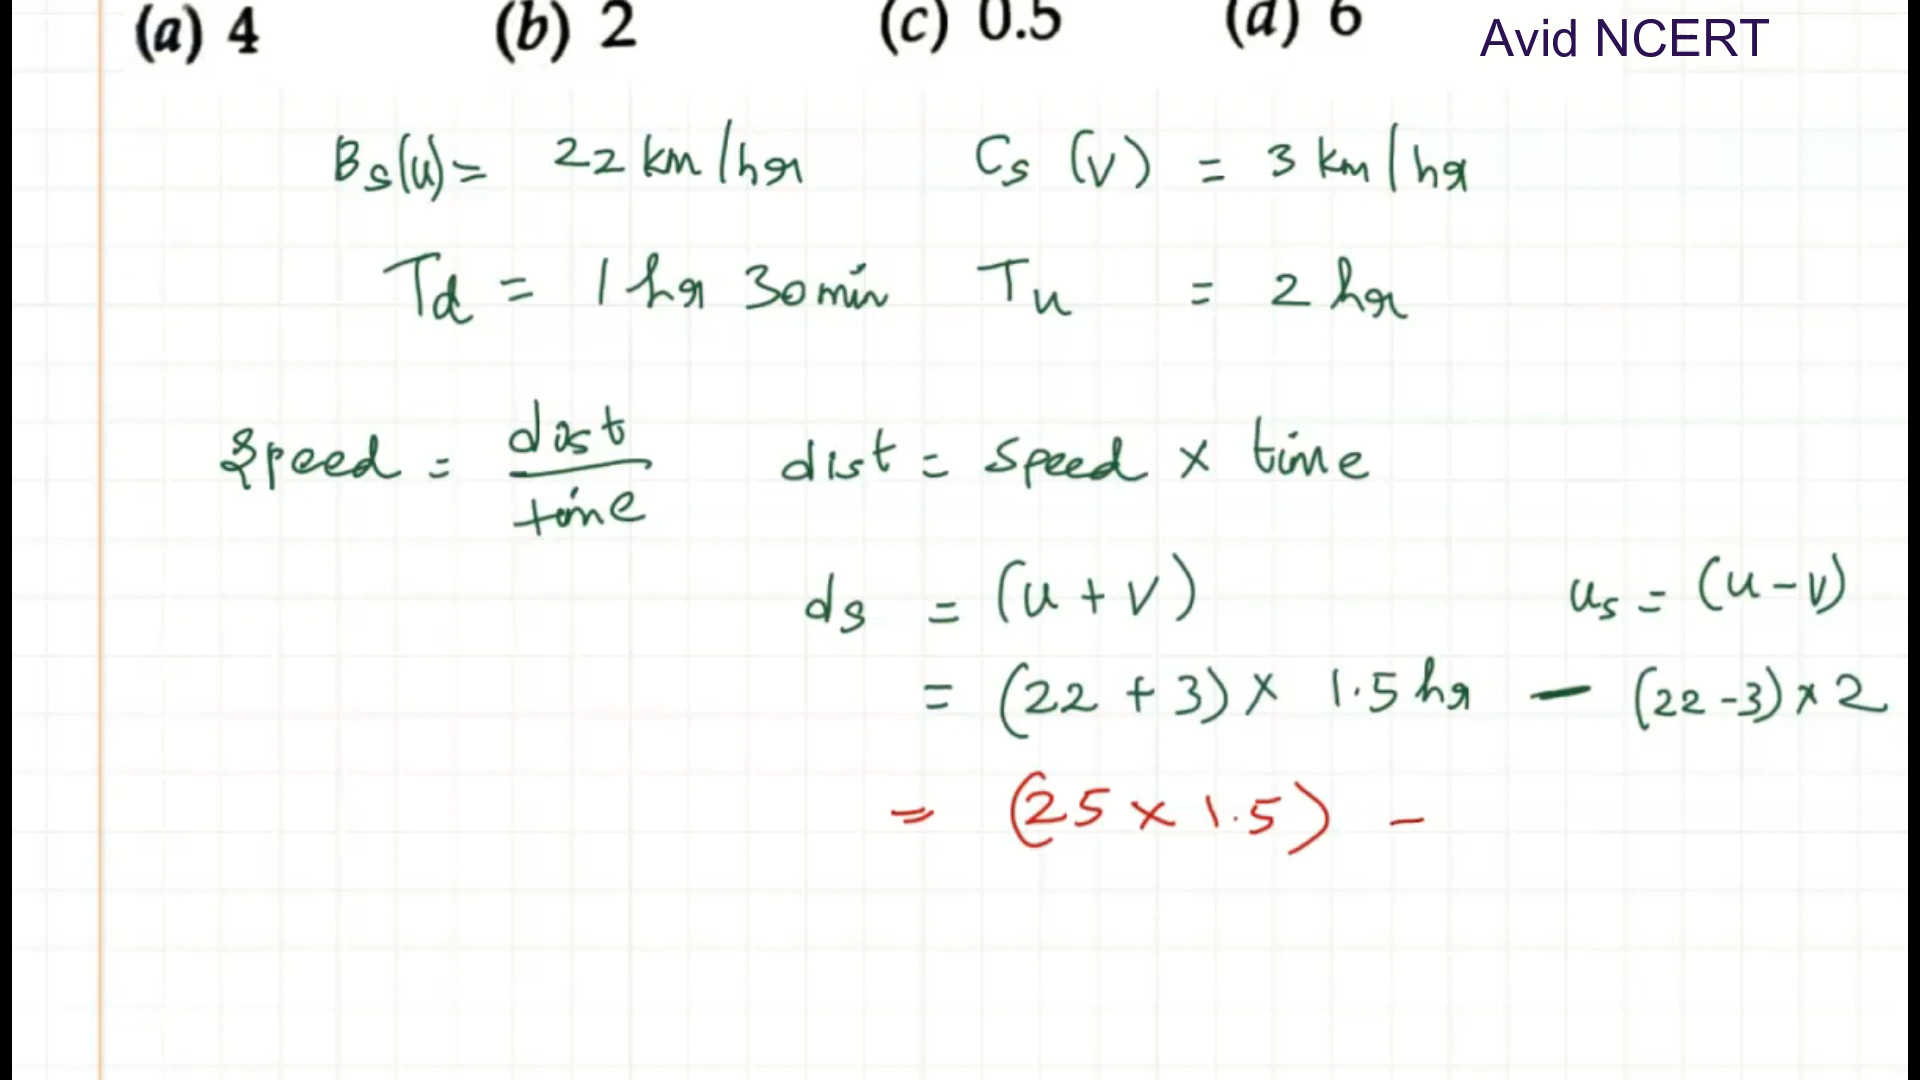 (a) 4 (b) 2 (c) 0.5 (d) 6 Avid NCERT
Bs(u) = 22 km/hr Cs (v) = 3 km/hr
Td = 1 hr 30 min Tu = 2 hr
Speed = dist/time dist = speed × time
ds = (u + v) us = (u - v)
= (22 + 3) × 1.5 hr - (22 - 3) × 2
= (25 × 1.5) -